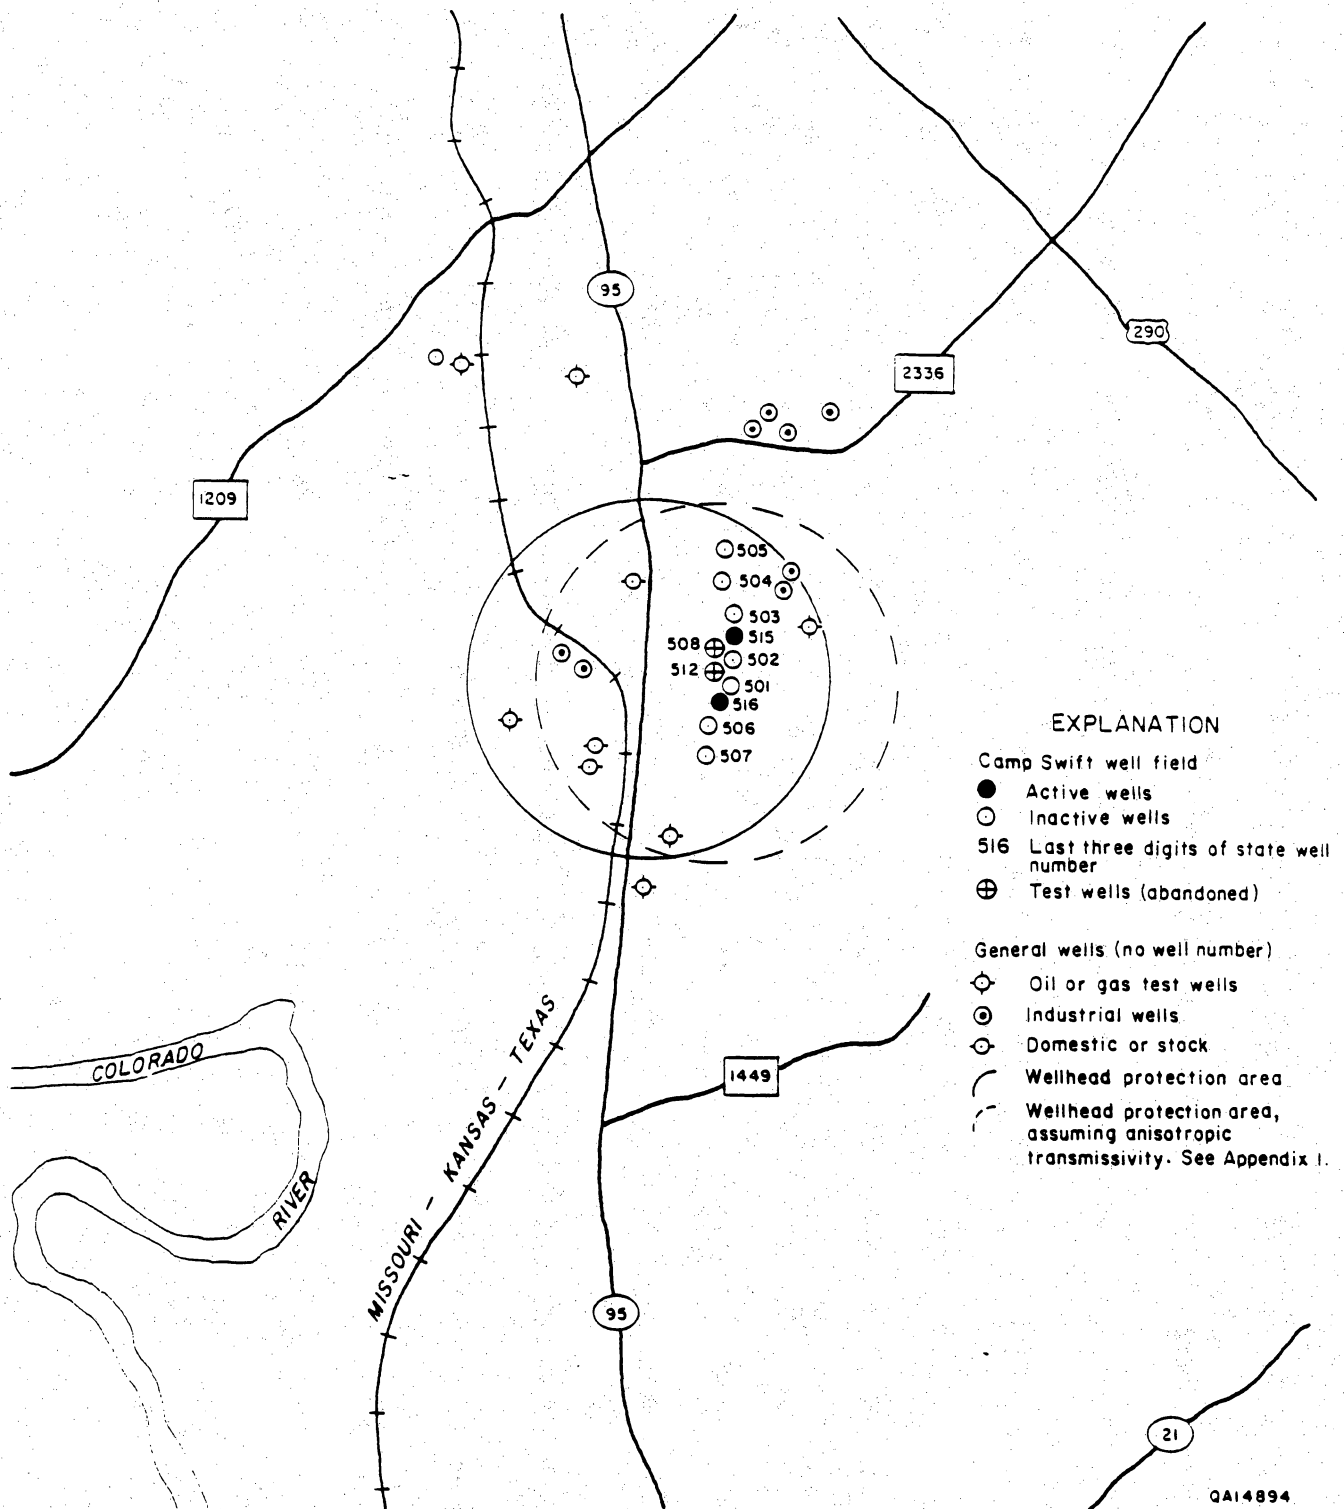 95
290
2336
1209
505
504
503
515
508
502
512
501
516
506
507
EXPLANATION
Camp Swift well field
Active wells
Inactive wells
516 Last three digits of state well
number
Test wells (abandoned)
General wells (no well number)
Oil or gas test wells
Industrial wells
Domestic or stock
Wellhead protection area
Wellhead protection area,
assuming anisotropic
transmissivity. See Appendix 1.
COLORADO
RIVER
MISSOURI - KANSAS - TEXAS
1449
95
21
QA14894